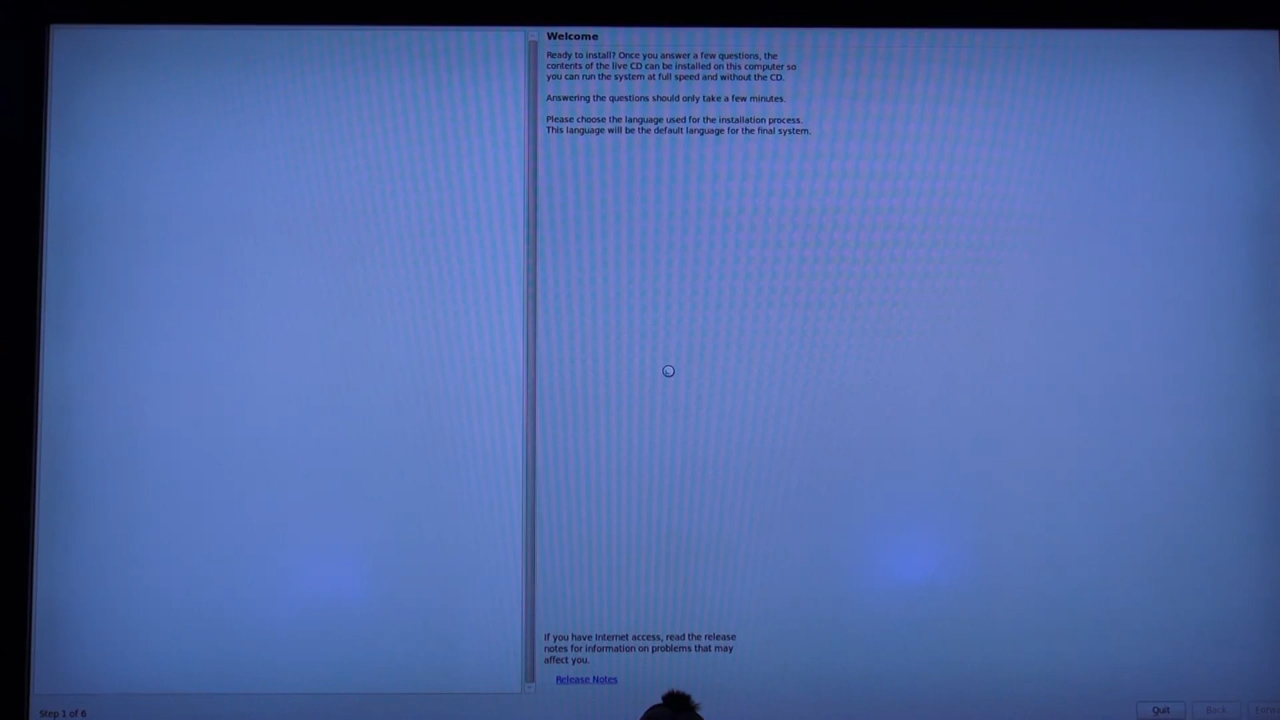 Welcome
Ready to install? Once you answer a few questions, the
contents of the live CD can be installed on this computer so
you can run the system at full speed and without the CD.
Answering the questions should only take a few minutes.
Please choose the language used for the installation process.
This language will be the default language for the final system.
If you have Internet access, read the release
notes for information on problems that may
affect you.
Release Notes
Step 1 of 6
Quit
Back